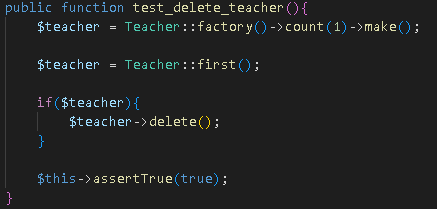 public function test_delete_teacher(){
$teacher = Teacher::factory()->count(1)->make();
$teacher = Teacher::first();
if($teacher){
$teacher->delete();
}
$this->assertTrue(true);
}